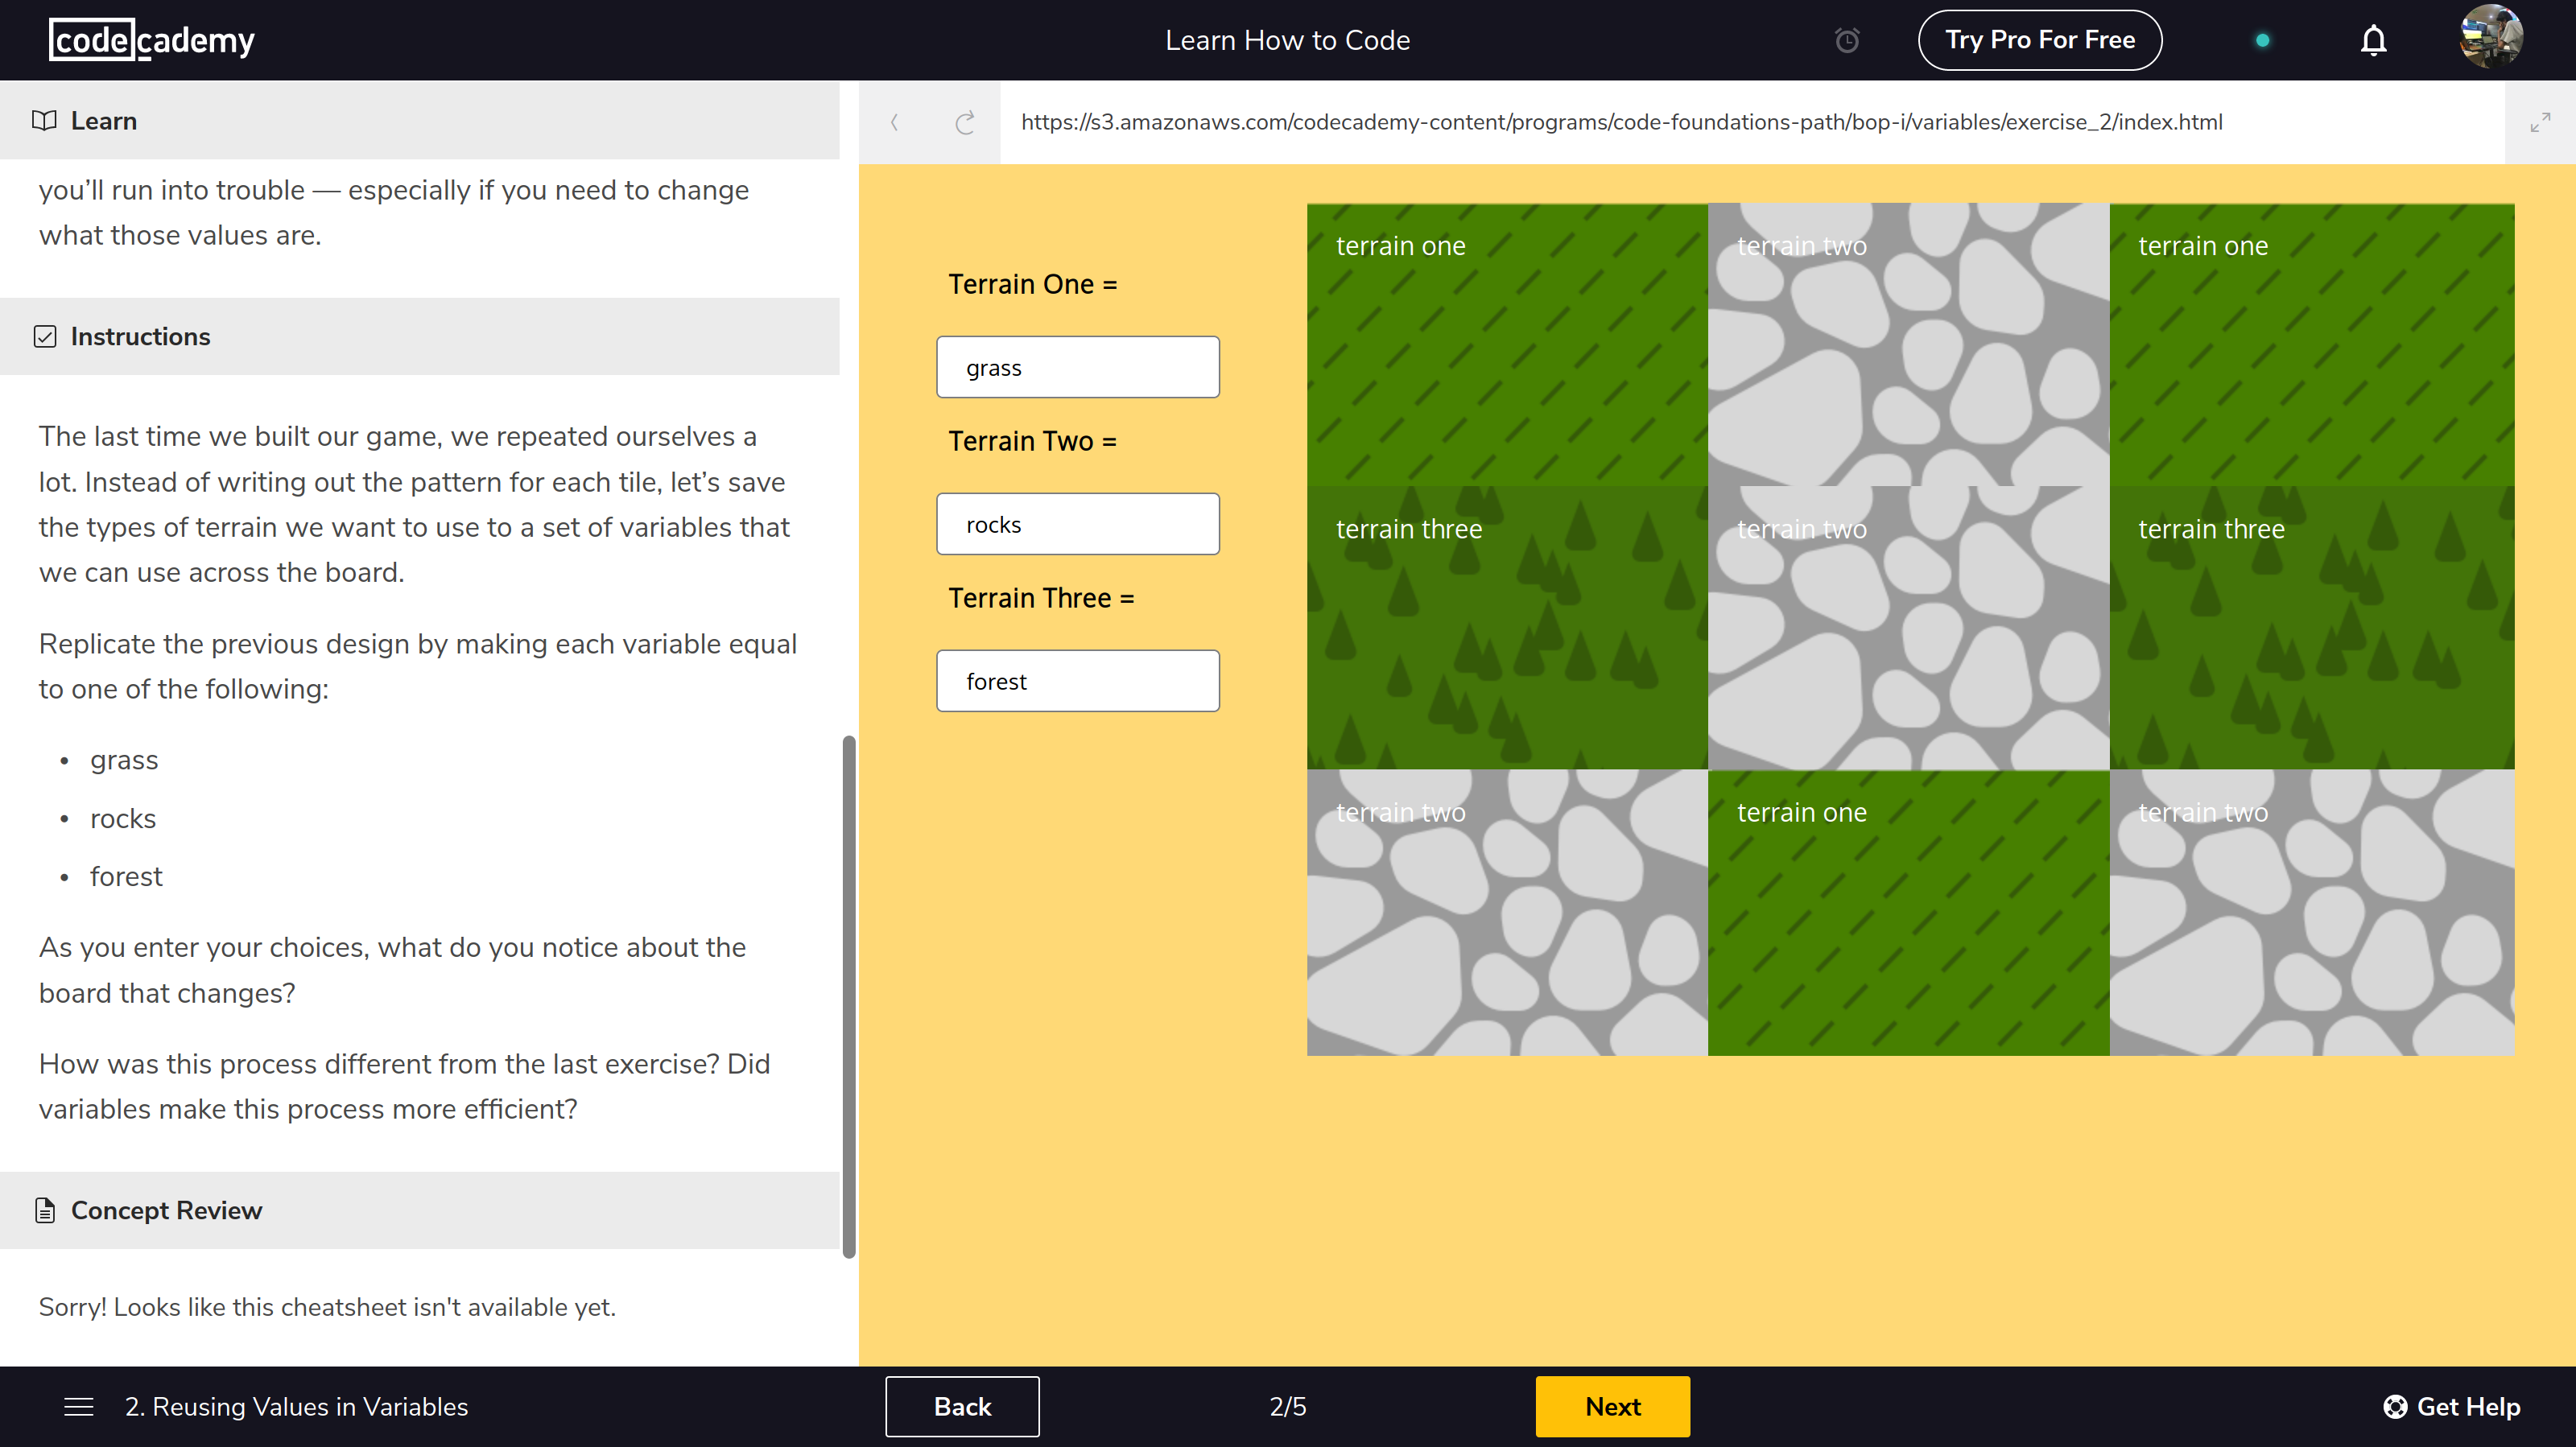 codecademy
Learn How to Code
Try Pro For Free
Learn
you’ll run into trouble — especially if you need to change
what those values are.
Instructions
The last time we built our game, we repeated ourselves a
lot. Instead of writing out the pattern for each tile, let’s save
the types of terrain we want to use to a set of variables that
we can use across the board.
Replicate the previous design by making each variable equal
to one of the following:
• grass
• rocks
• forest
As you enter your choices, what do you notice about the
board that changes?
How was this process different from the last exercise? Did
variables make this process more efficient?
Concept Review
Sorry! Looks like this cheatsheet isn't available yet.
https://s3.amazonaws.com/codecademy-content/programs/code-foundations-path/bop-i/variables/exercise_2/index.html
Terrain One =
grass
Terrain Two =
rocks
Terrain Three =
forest
terrain one
terrain two
terrain one
terrain three
terrain two
terrain three
terrain two
terrain one
terrain two
2. Reusing Values in Variables
Back
2/5
Next
Get Help